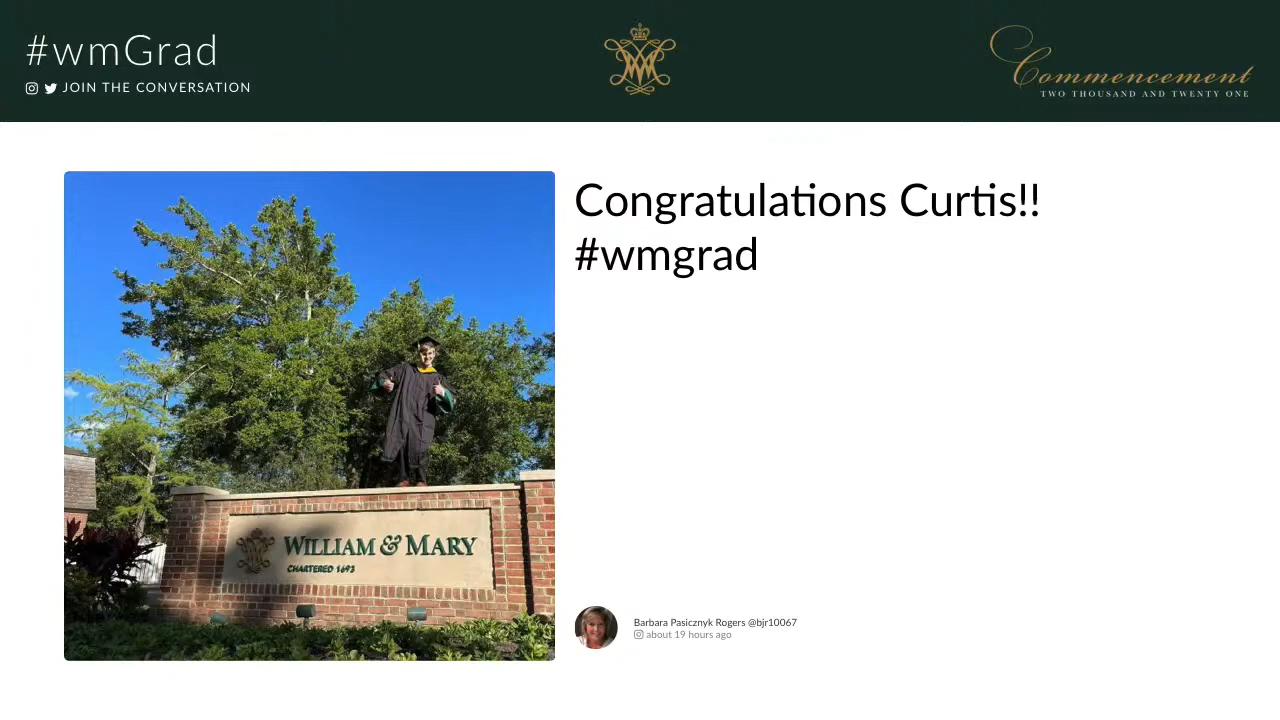 #wmGrad
JOIN THE CONVERSATION
Commencement
TWO THOUSAND AND TWENTY ONE
Congratulations Curtis!!
#wmgrad
WILLIAM & MARY
CHARTERED 1693
Barbara Pasicznyk Rogers @bjr10067
about 19 hours ago